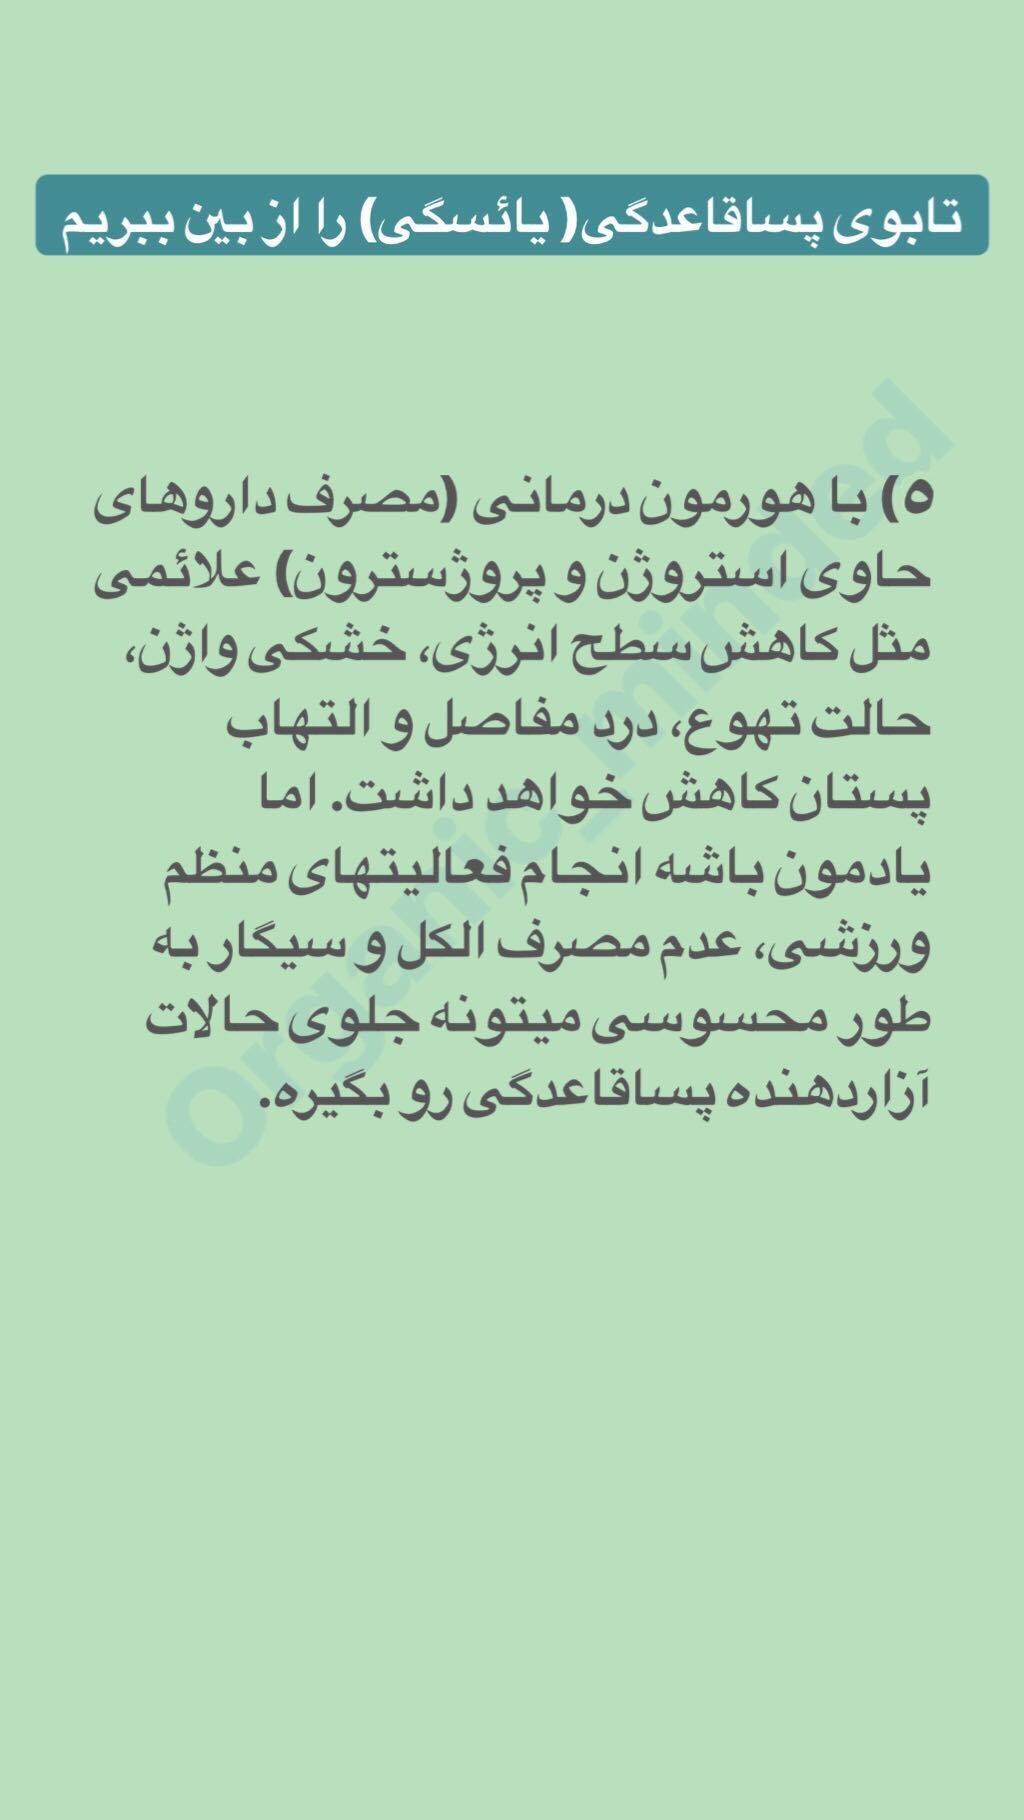 تابوی پساقاعدگی( یائسگی) را از بین ببریم
۵) با هورمون درمانی (مصرف داروهای
حاوی استروژن و پروژسترون) علائمی
مثل کاهش سطح انرژی، خشکی واژن،
حالت تهوع، درد مفاصل و التهاب
پستان کاهش خواهد داشت. اما
یادمون باشه انجام فعالیتهای منظم
ورزشی، عدم مصرف الکل و سیگار به
طور محسوسی میتونه جلوی حالات
آزاردهنده پساقاعدگی رو بگیره.
Organic_minded